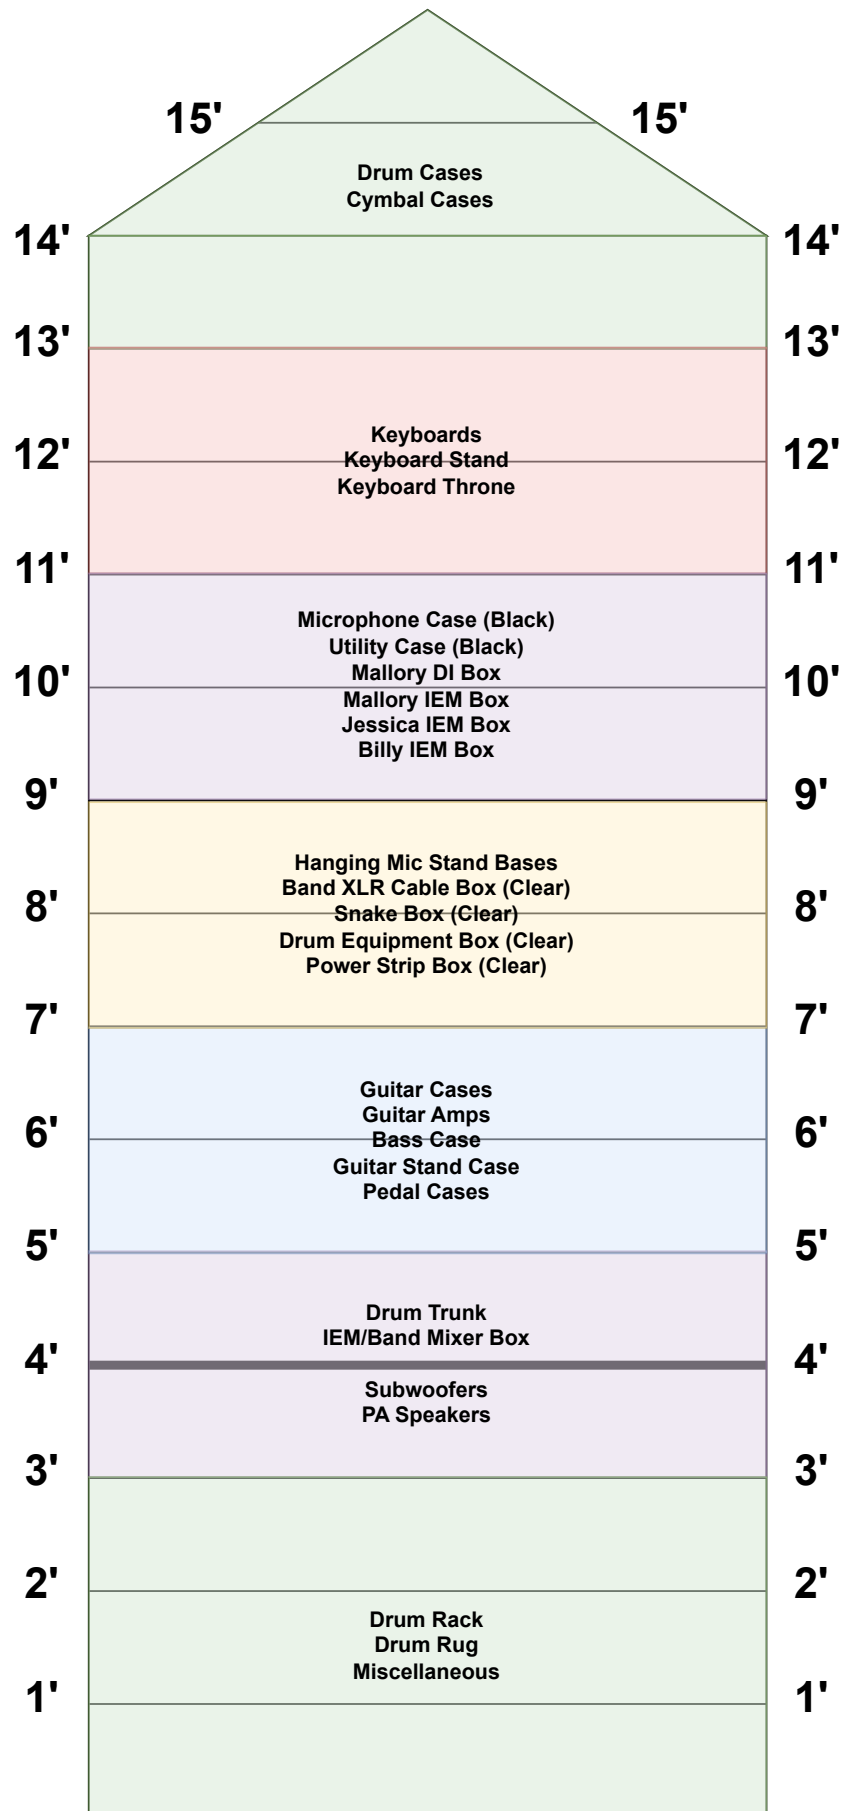 15' 15'
Drum Cases
Cymbal Cases
14' 14'
13' 13'
Keyboards
12' Keyboard Stand 12'
Keyboard Throne
11' 11'
Microphone Case (Black)
Utility Case (Black)
Mallory DI Box
10' 10'
Mallory IEM Box
Jessica IEM Box
Billy IEM Box
9' 9'
Hanging Mic Stand Bases
Band XLR Cable Box (Clear)
8' Snake Box (Clear) 8'
Drum Equipment Box (Clear)
Power Strip Box (Clear)
7' 7'
Guitar Cases
Guitar Amps
6' Bass Case 6'
Guitar Stand Case
Pedal Cases
5' 5'
Drum Trunk
IEM/Band Mixer Box
4' 4'
Subwoofers
PA Speakers
3' 3'
2' 2'
Drum Rack
Drum Rug
Miscellaneous
1' 1'